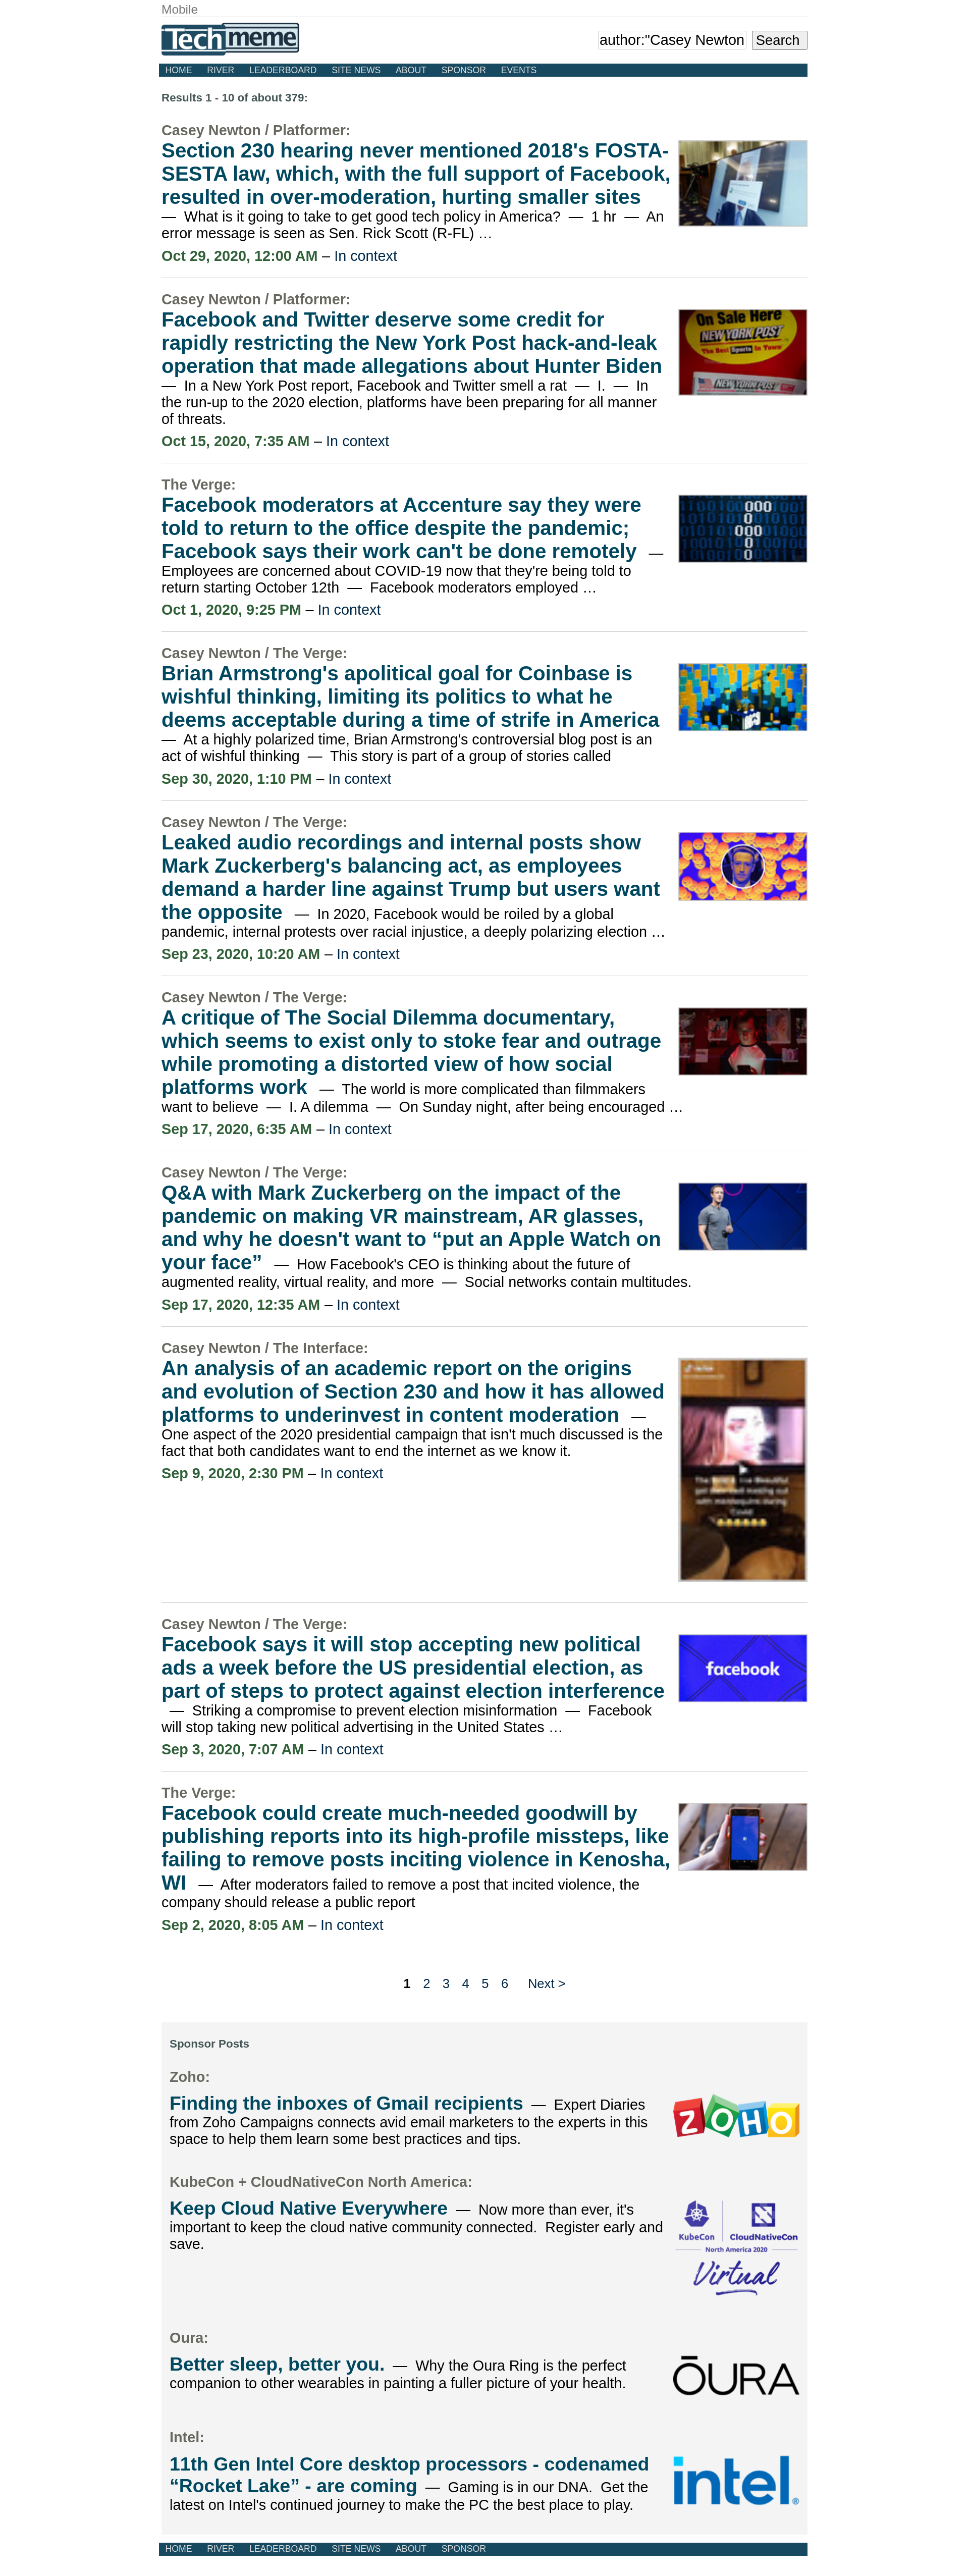 Mobile
Techmeme
author:"Casey Newton
Search
HOME RIVER LEADERBOARD SITE NEWS ABOUT SPONSOR EVENTS
Results 1 - 10 of about 379:
Casey Newton / Platformer:
Section 230 hearing never mentioned 2018's FOSTA-
SESTA law, which, with the full support of Facebook,
resulted in over-moderation, hurting smaller sites
— What is it going to take to get good tech policy in America? — 1 hr — An
error message is seen as Sen. Rick Scott (R-FL) …
Oct 29, 2020, 12:00 AM – In context
Casey Newton / Platformer:
Facebook and Twitter deserve some credit for
rapidly restricting the New York Post hack-and-leak
operation that made allegations about Hunter Biden
— In a New York Post report, Facebook and Twitter smell a rat — I. — In
the run-up to the 2020 election, platforms have been preparing for all manner
of threats.
Oct 15, 2020, 7:35 AM – In context
On Sale Here
NEW YORK POST
The Best Sports in Town
NEW YORK POST
The Verge:
Facebook moderators at Accenture say they were
told to return to the office despite the pandemic;
Facebook says their work can't be done remotely —
Employees are concerned about COVID-19 now that they're being told to
return starting October 12th — Facebook moderators employed …
Oct 1, 2020, 9:25 PM – In context
Casey Newton / The Verge:
Brian Armstrong's apolitical goal for Coinbase is
wishful thinking, limiting its politics to what he
deems acceptable during a time of strife in America
— At a highly polarized time, Brian Armstrong's controversial blog post is an
act of wishful thinking — This story is part of a group of stories called
Sep 30, 2020, 1:10 PM – In context
Casey Newton / The Verge:
Leaked audio recordings and internal posts show
Mark Zuckerberg's balancing act, as employees
demand a harder line against Trump but users want
the opposite — In 2020, Facebook would be roiled by a global
pandemic, internal protests over racial injustice, a deeply polarizing election …
Sep 23, 2020, 10:20 AM – In context
Casey Newton / The Verge:
A critique of The Social Dilemma documentary,
which seems to exist only to stoke fear and outrage
while promoting a distorted view of how social
platforms work — The world is more complicated than filmmakers
want to believe — I. A dilemma — On Sunday night, after being encouraged …
Sep 17, 2020, 6:35 AM – In context
Casey Newton / The Verge:
Q&A with Mark Zuckerberg on the impact of the
pandemic on making VR mainstream, AR glasses,
and why he doesn't want to “put an Apple Watch on
your face” — How Facebook's CEO is thinking about the future of
augmented reality, virtual reality, and more — Social networks contain multitudes.
Sep 17, 2020, 12:35 AM – In context
Casey Newton / The Interface:
An analysis of an academic report on the origins
and evolution of Section 230 and how it has allowed
platforms to underinvest in content moderation —
One aspect of the 2020 presidential campaign that isn't much discussed is the
fact that both candidates want to end the internet as we know it.
Sep 9, 2020, 2:30 PM – In context
Casey Newton / The Verge:
Facebook says it will stop accepting new political
ads a week before the US presidential election, as
part of steps to protect against election interference
— Striking a compromise to prevent election misinformation — Facebook
will stop taking new political advertising in the United States …
Sep 3, 2020, 7:07 AM – In context
facebook
The Verge:
Facebook could create much-needed goodwill by
publishing reports into its high-profile missteps, like
failing to remove posts inciting violence in Kenosha,
WI — After moderators failed to remove a post that incited violence, the
company should release a public report
Sep 2, 2020, 8:05 AM – In context
1 2 3 4 5 6 Next >
Sponsor Posts
Zoho:
Finding the inboxes of Gmail recipients — Expert Diaries
from Zoho Campaigns connects avid email marketers to the experts in this
space to help them learn some best practices and tips.
ZOHO
KubeCon + CloudNativeCon North America:
Keep Cloud Native Everywhere — Now more than ever, it's
important to keep the cloud native community connected. Register early and
save.
KubeCon CloudNativeCon
North America 2020
Virtual
Oura:
Better sleep, better you. — Why the Oura Ring is the perfect
companion to other wearables in painting a fuller picture of your health.
ŌURA
Intel:
11th Gen Intel Core desktop processors - codenamed
“Rocket Lake” - are coming — Gaming is in our DNA. Get the
latest on Intel's continued journey to make the PC the best place to play.
intel®
HOME RIVER LEADERBOARD SITE NEWS ABOUT SPONSOR